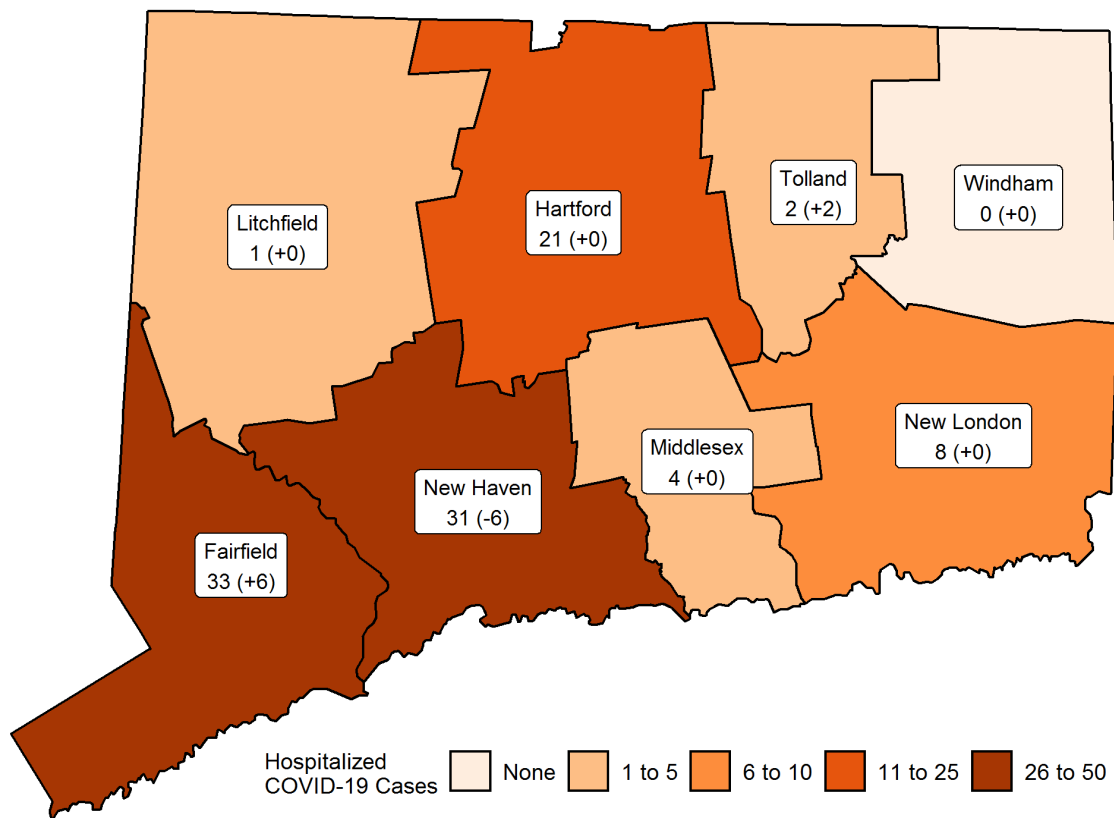 Litchfield
1 (+0)
Hartford
21 (+0)
Tolland
2 (+2)
Windham
0 (+0)
Fairfield
33 (+6)
New Haven
31 (-6)
Middlesex
4 (+0)
New London
8 (+0)
Hospitalized
COVID-19 Cases
None
1 to 5
6 to 10
11 to 25
26 to 50